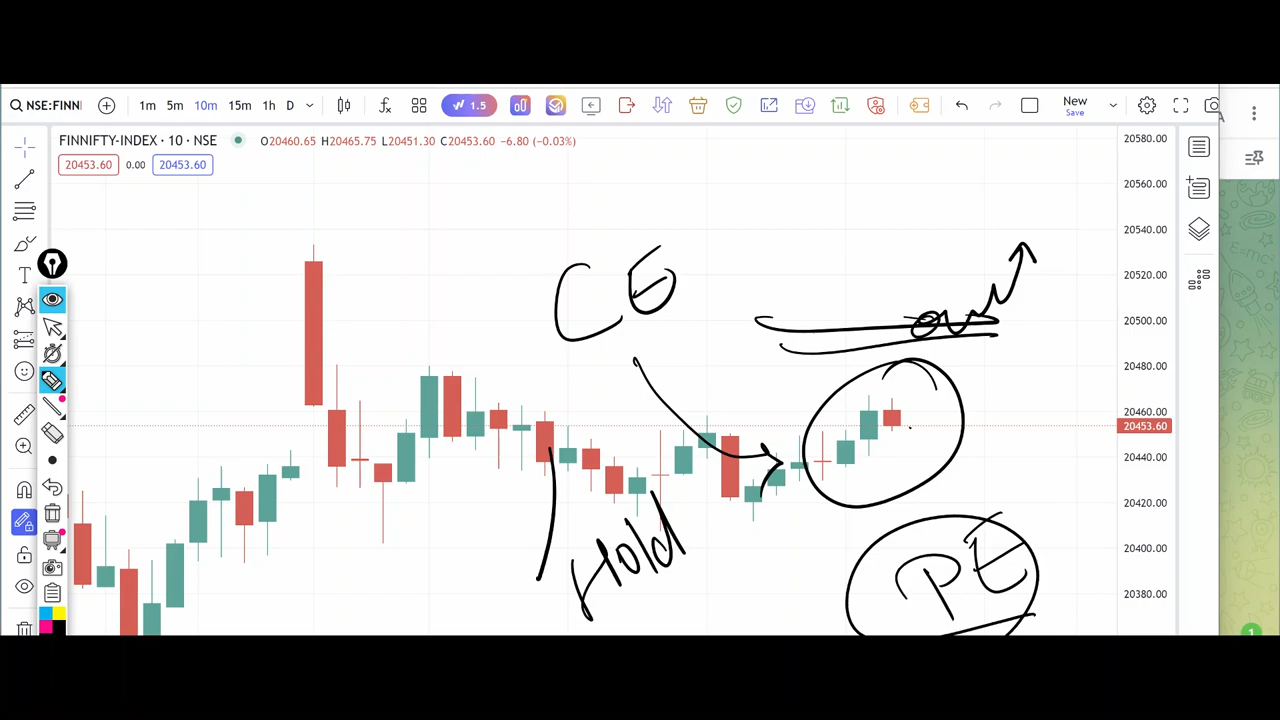 NSE:FINNI
1m 5m 10m 15m 1h D
1.5
New
Save
FINNIFTY-INDEX · 10 · NSE
O20460.65 H20465.75 L20451.30 C20453.60 -6.80 (-0.03%)
20453.60 0.00 20453.60
20580.00
20560.00
20540.00
20520.00
20500.00
20480.00
20460.00
20453.60
20440.00
20420.00
20400.00
20380.00
CE
Hold
PE
1